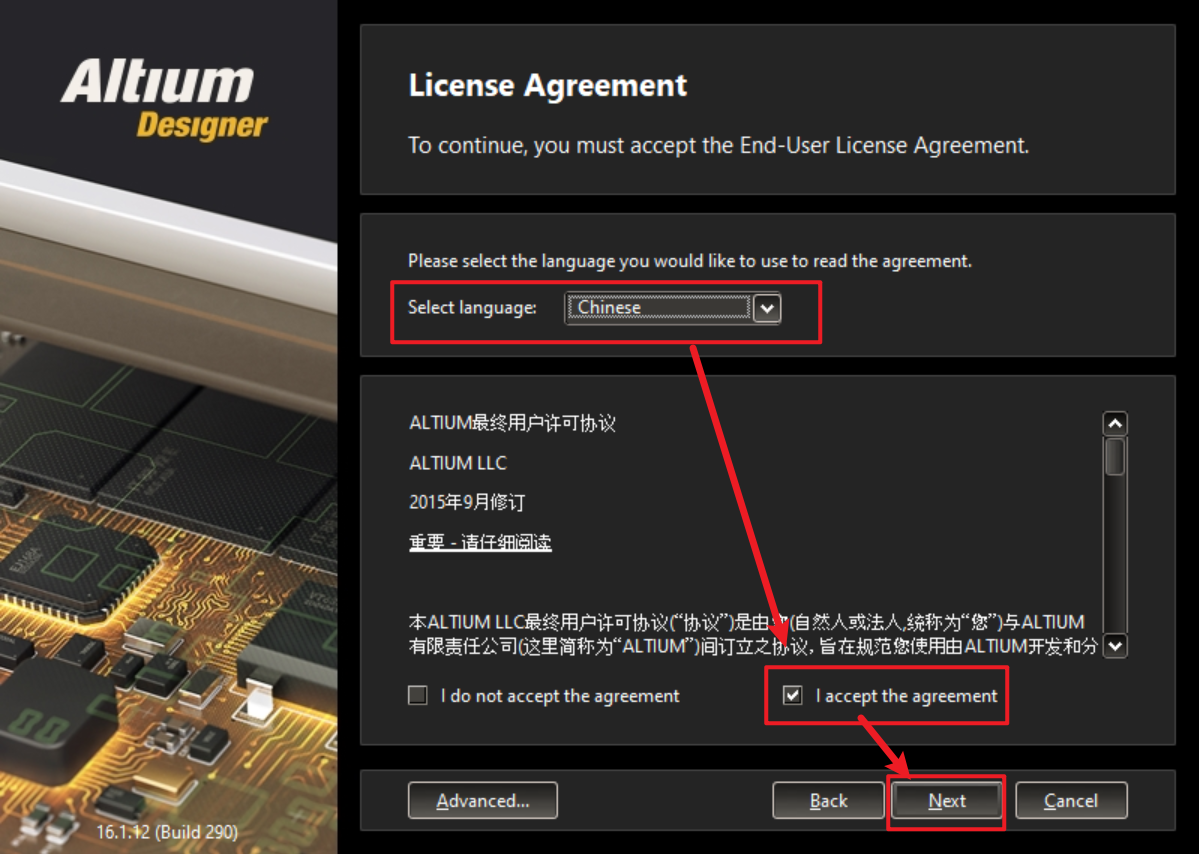 Altium
Designer
License Agreement
To continue, you must accept the End-User License Agreement.
Please select the language you would like to use to read the agreement.
Select language: Chinese
ALTIUM最终用户许可协议
ALTIUM LLC
2015年9月修订
重要 - 请仔细阅读
本ALTIUM LLC最终用户许可协议(“协议”)是由您(自然人或法人,统称为“您”)与ALTIUM
有限责任公司(这里简称为“ALTIUM”)间订立之协议, 旨在规范您使用由ALTIUM开发和分
I do not accept the agreement I accept the agreement
Advanced... Back Next Cancel
16.1.12 (Build 290)